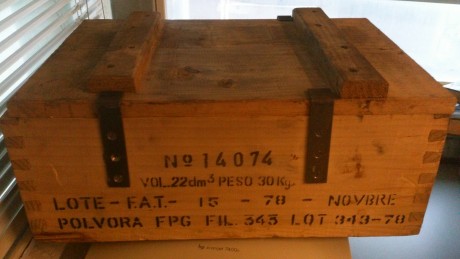 Nº 14074
VOL. 22dm³ PESO 30Kg.
LOTE-F.A.T.- 15 - 78 - NOVBRE
POLVORA FPG FIL. 343 LOT 343-78